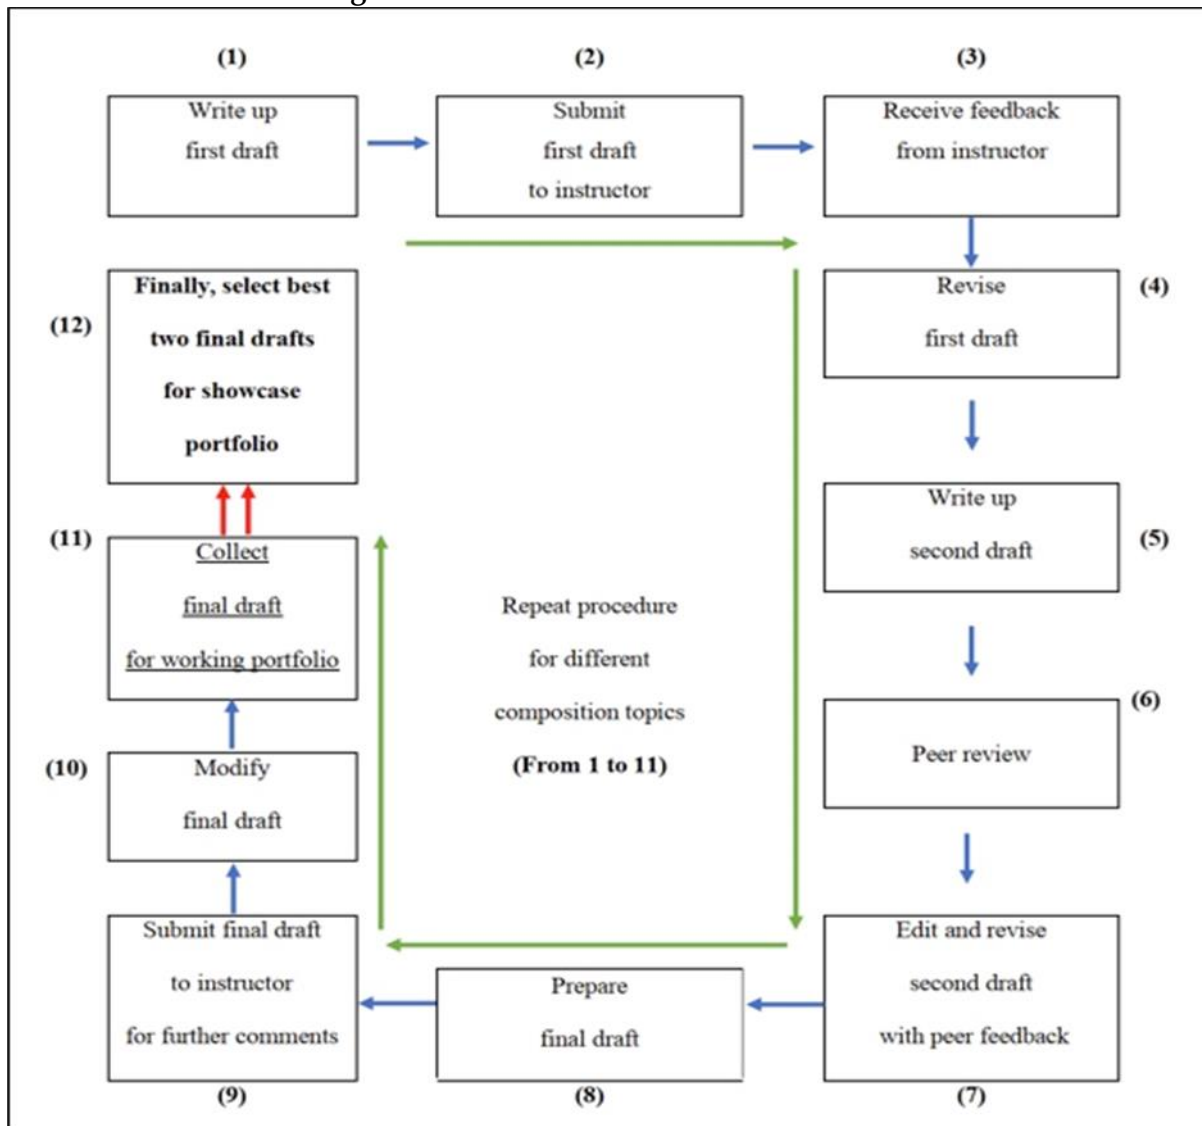 (1)
Write up
first draft
(2)
Submit
first draft
to instructor
(3)
Receive feedback
from instructor
(4)
Revise
first draft
(5)
Write up
second draft
(6)
Peer review
(7)
Edit and revise
second draft
with peer feedback
(8)
Prepare
final draft
(9)
Submit final draft
to instructor
for further comments
(10)
Modify
final draft
(11)
Collect
final draft
for working portfolio
(12)
Finally, select best
two final drafts
for showcase
portfolio
Repeat procedure
for different
composition topics
(From 1 to 11)